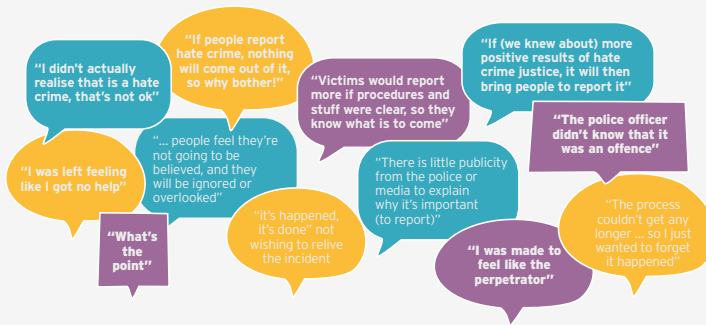 “I didn’t actually
realise that is a hate
crime, that’s not ok”
“If people report
hate crime, nothing
will come out of it,
so why bother!”
“Victims would report
more if procedures and
stuff were clear, so they
know what is to come”
“If (we knew about) more
positive results of hate
crime justice, it will then
bring people to report it”
“The police officer
didn’t know that it
was an offence”
“I was left feeling
like I got no help”
“... people feel they’re
not going to be
believed, and they
will be ignored or
overlooked”
“There is little publicity
from the police or
media to explain
why it’s important
(to report)”
“What’s
the
point”
“it’s happened,
it’s done” not
wishing to relive
the incident
“I was made to
feel like the
perpetrator”
“The process
couldn’t get any
longer ... so I just
wanted to forget
it happened”